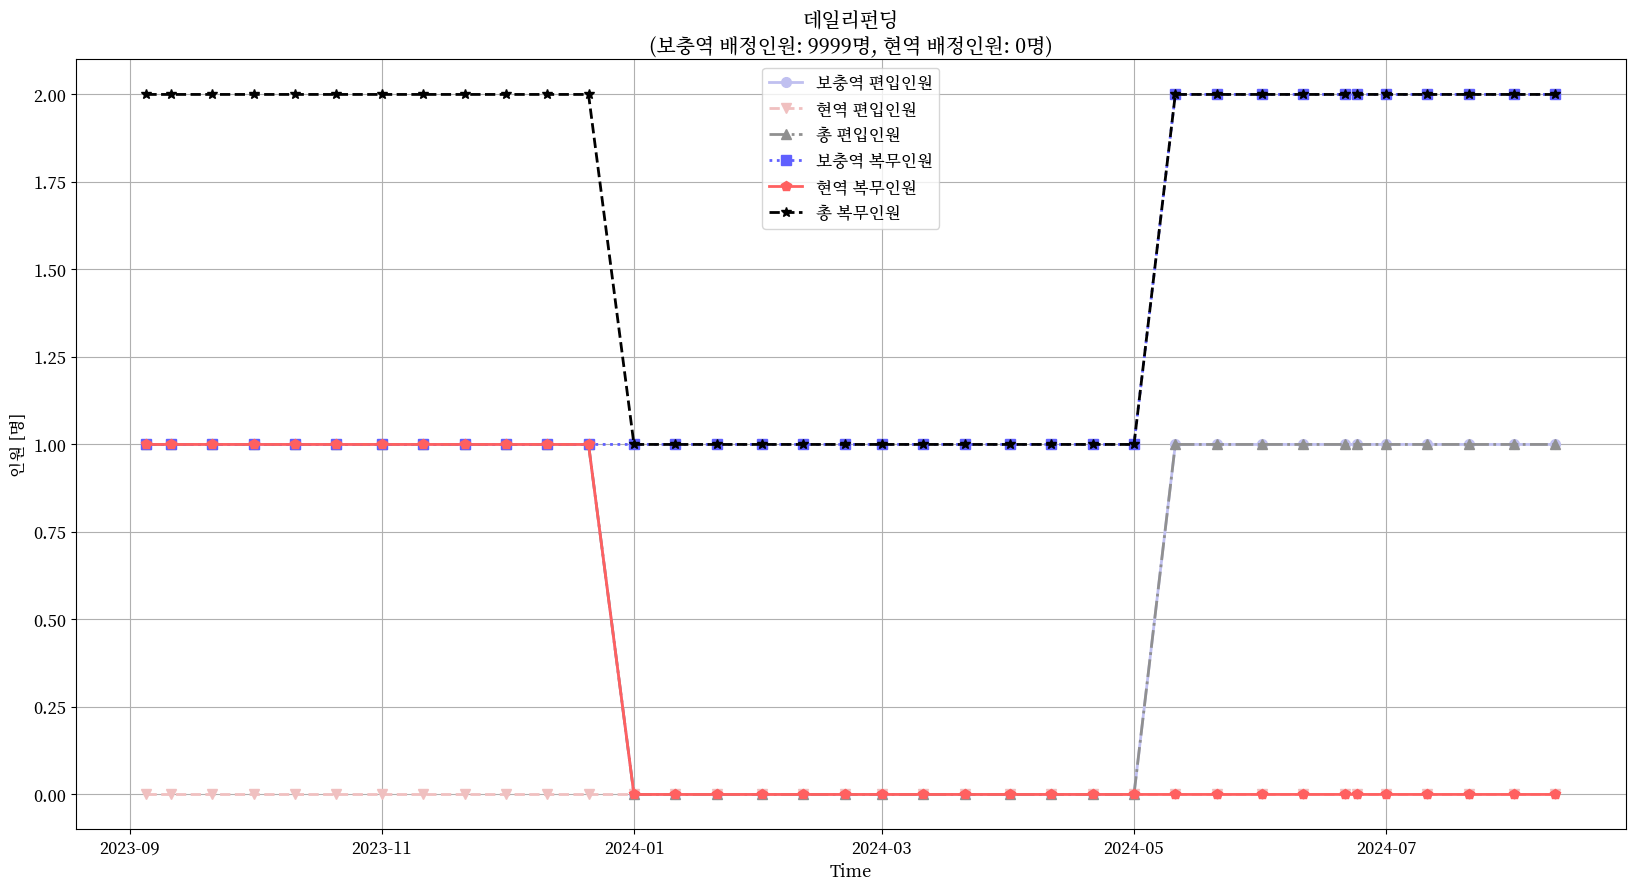 데일리펀딩
(보충역 배정인원: 9999명, 현역 배정인원: 0명)
보충역 편입인원
현역 편입인원
총 편입인원
보충역 복무인원
현역 복무인원
총 복무인원
인원 [명]
2.00
1.75
1.50
1.25
1.00
0.75
0.50
0.25
0.00
2023-09
2023-11
2024-01
2024-03
2024-05
2024-07
Time